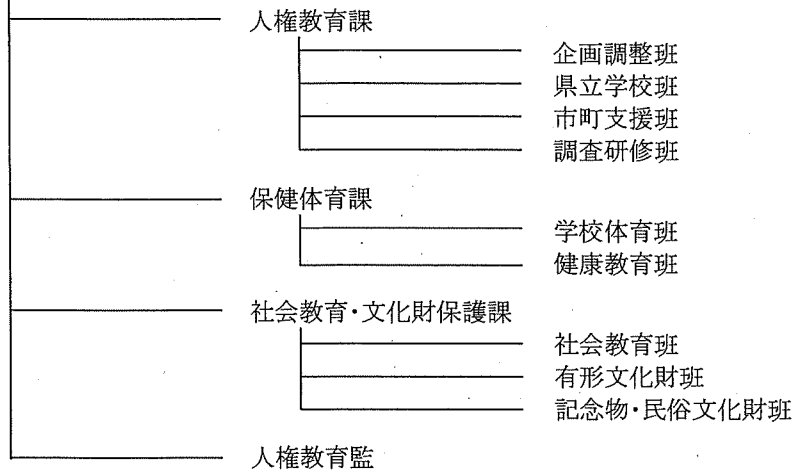 人権教育課
企画調整班
県立学校班
市町支援班
調査研修班
保健体育課
学校体育班
健康教育班
社会教育・文化財保護課
社会教育班
有形文化財班
記念物・民俗文化財班
人権教育監